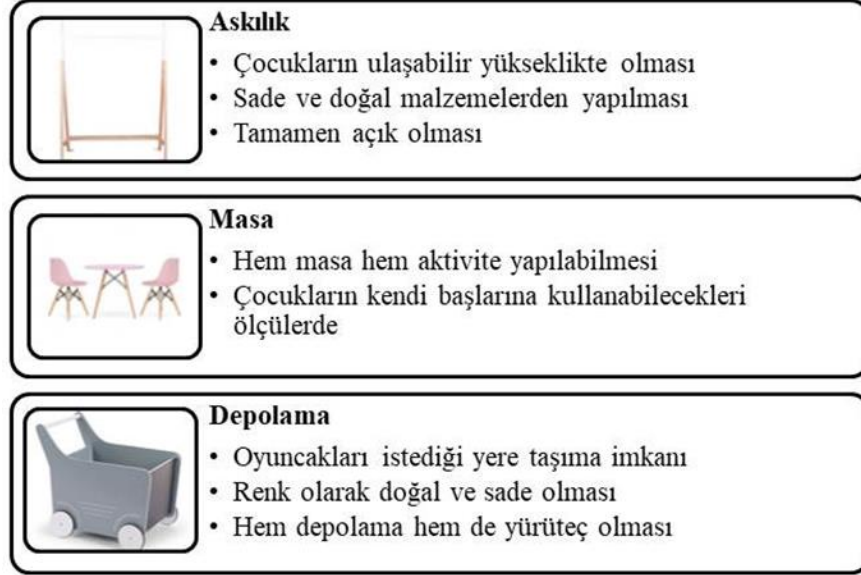 Askılık
• Çocukların ulaşabilir yükseklikte olması
• Sade ve doğal malzemelerden yapılması
• Tamamen açık olması
Masa
• Hem masa hem aktivite yapılabilmesi
• Çocukların kendi başlarına kullanabilecekleri
ölçülerde
Depolama
• Oyuncakları istediği yere taşıma imkanı
• Renk olarak doğal ve sade olması
• Hem depolama hem de yürüteç olması